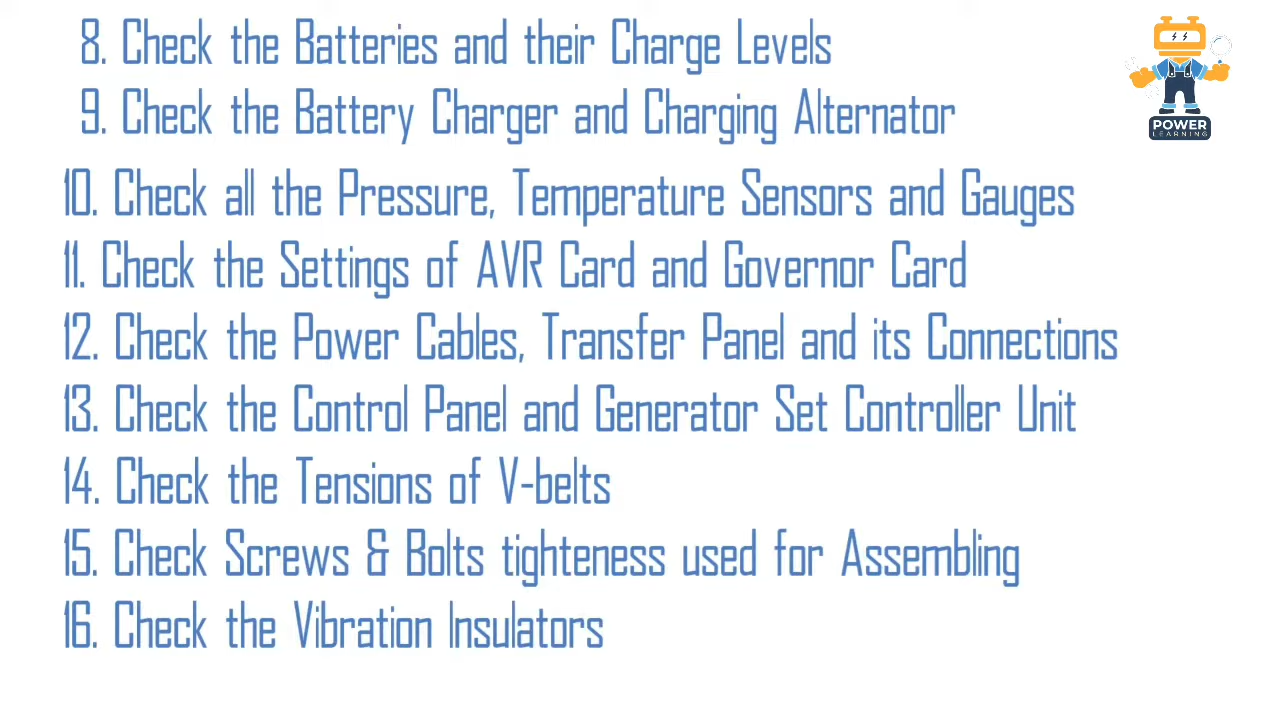 8. Check the Batteries and their Charge Levels
9. Check the Battery Charger and Charging Alternator
10. Check all the Pressure, Temperature Sensors and Gauges
11. Check the Settings of AVR Card and Governor Card
12. Check the Power Cables, Transfer Panel and its Connections
13. Check the Control Panel and Generator Set Controller Unit
14. Check the Tensions of V-belts
15. Check Screws & Bolts tighteness used for Assembling
16. Check the Vibration Insulators
POWER
LEARNING